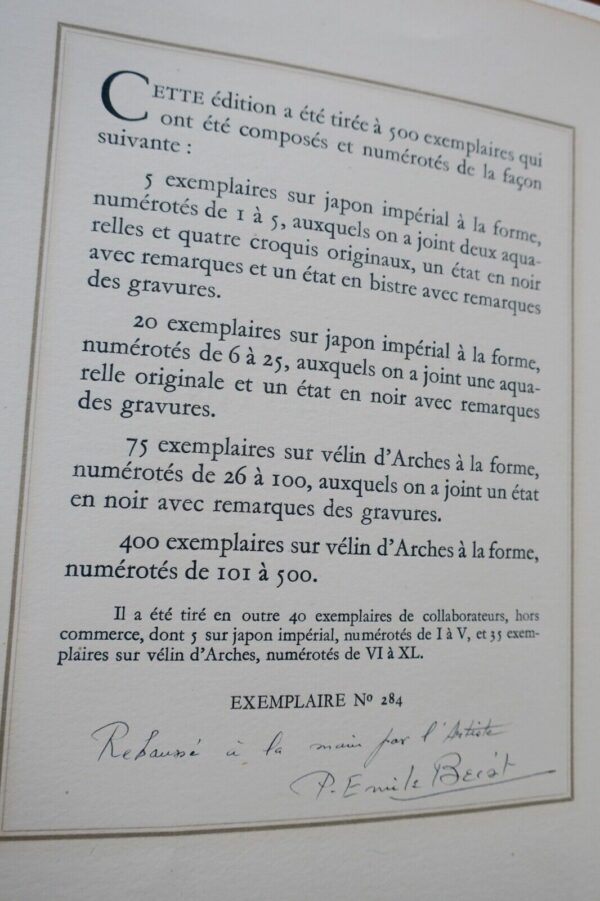 CETTE édition a été tirée à 500 exemplaires qui
ont été composés et numérotés de la façon
suivante :
5 exemplaires sur japon impérial à la forme,
numérotés de 1 à 5, auxquels on a joint deux aqua-
relles et quatre croquis originaux, un état en noir
avec remarques et un état en bistre avec remarques
des gravures.
20 exemplaires sur japon impérial à la forme,
numérotés de 6 à 25, auxquels on a joint une aqua-
relle originale et un état en noir avec remarques
des gravures.
75 exemplaires sur vélin d'Arches à la forme,
numérotés de 26 à 100, auxquels on a joint un état
en noir avec remarques des gravures.
400 exemplaires sur vélin d'Arches à la forme,
numérotés de 101 à 500.
Il a été tiré en outre 40 exemplaires de collaborateurs, hors
commerce, dont 5 sur japon impérial, numérotés de I à V, et 35 exem-
plaires sur vélin d'Arches, numérotés de VI à XL.
EXEMPLAIRE Nº 284
Rehaussé à la main par l'Artiste
P. Emile Bécat